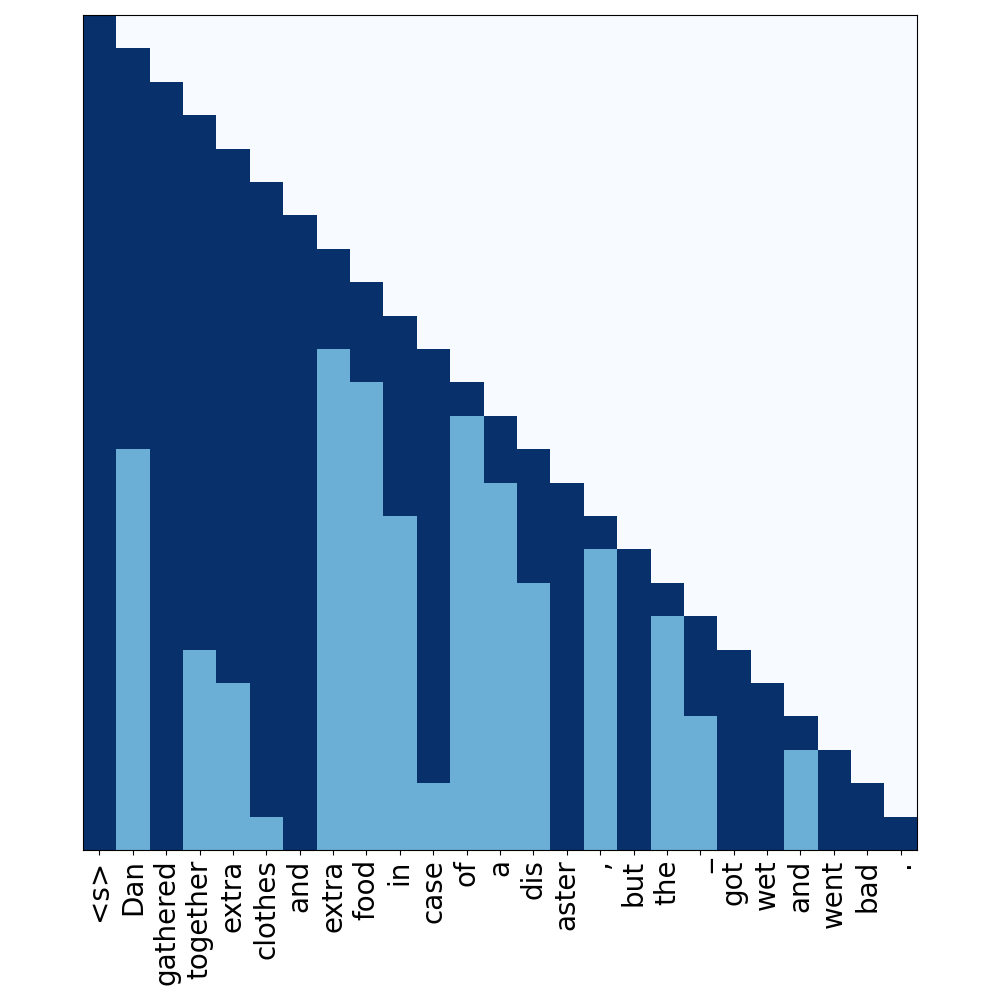 <s>
Dan
gathered
together
extra
clothes
and
extra
food
in
case
of
a
dis
aster
,
but
the
_
got
wet
and
went
bad
.